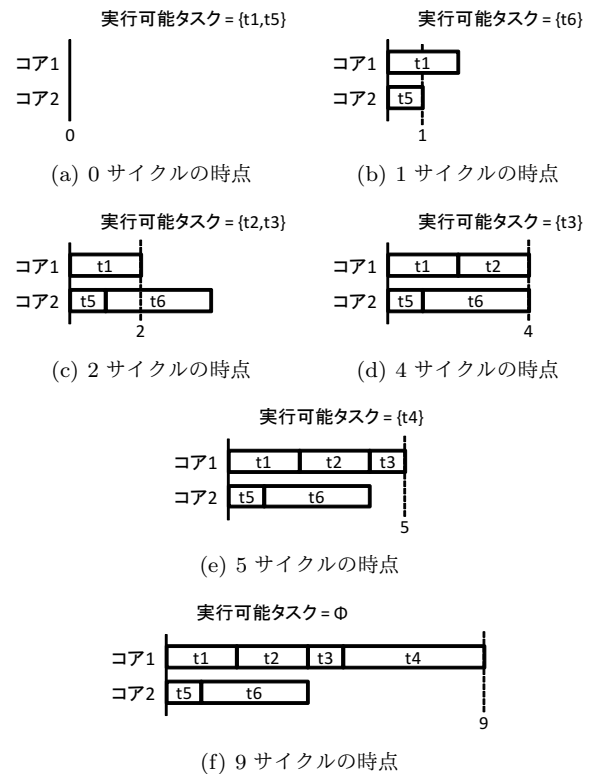 実行可能タスク = {t1,t5}
コア1
コア2
0
(a) 0 サイクルの時点
実行可能タスク = {t6}
コア1 t1
コア2 t5
1
(b) 1 サイクルの時点
実行可能タスク = {t2,t3}
コア1 t1
コア2 t5 t6
2
(c) 2 サイクルの時点
実行可能タスク = {t3}
コア1 t1 t2
コア2 t5 t6
4
(d) 4 サイクルの時点
実行可能タスク = {t4}
コア1 t1 t2 t3
コア2 t5 t6
5
(e) 5 サイクルの時点
実行可能タスク = Φ
コア1 t1 t2 t3 t4
コア2 t5 t6
9
(f) 9 サイクルの時点